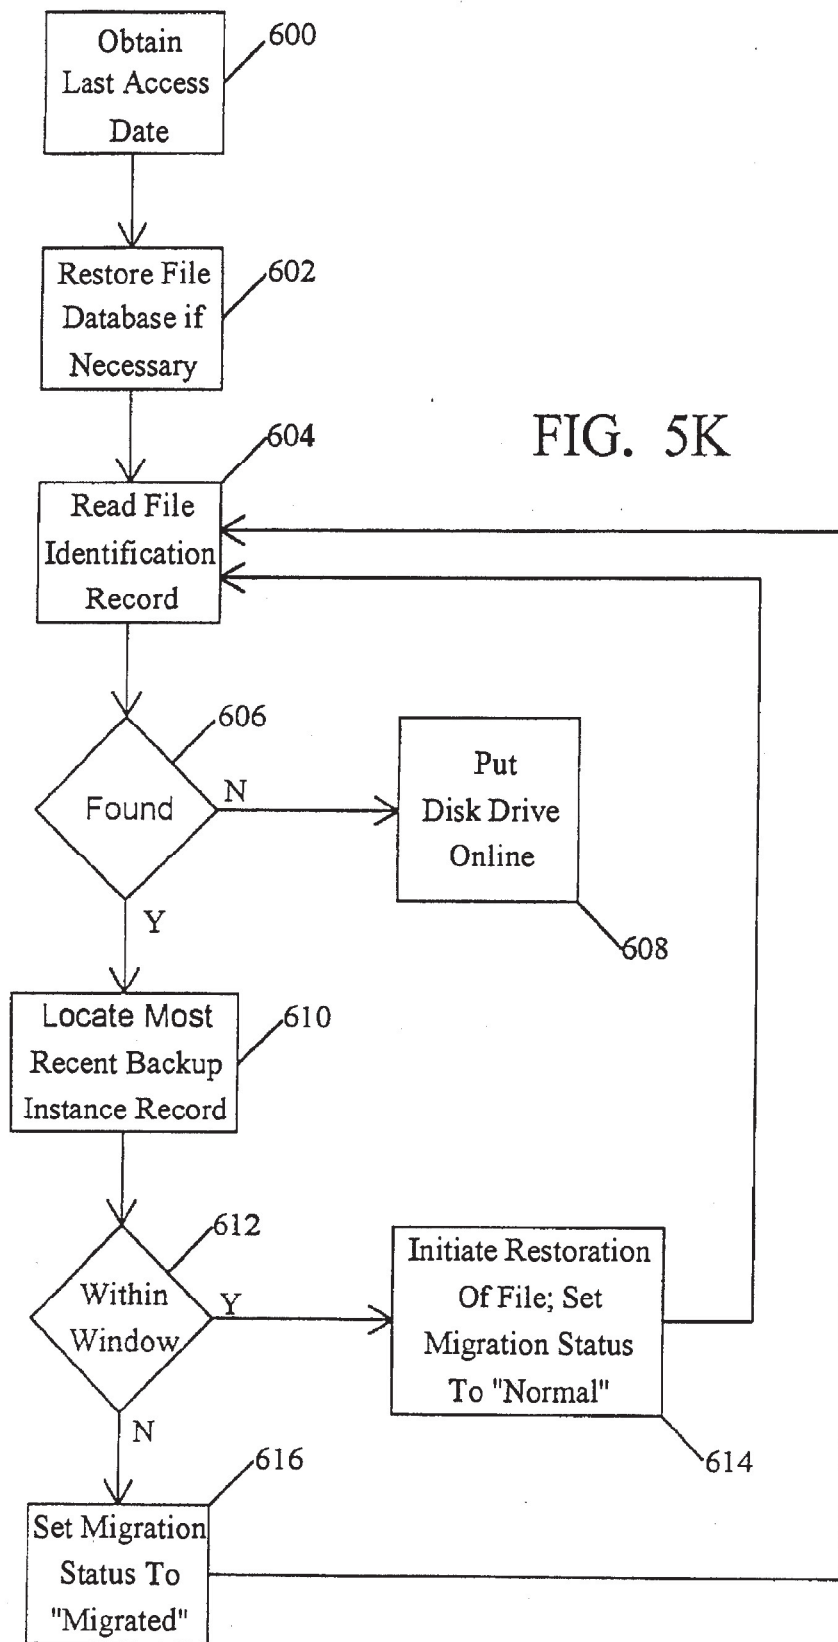 Obtain
Last Access
Date
600
Restore File
Database if
Necessary
602
FIG. 5K
604
Read File
Identification
Record
606
Found
N
Y
Put
Disk Drive
Online
608
Locate Most
Recent Backup
Instance Record
610
612
Within
Window
Y
N
Initiate Restoration
Of File; Set
Migration Status
To "Normal"
614
616
Set Migration
Status To
"Migrated"